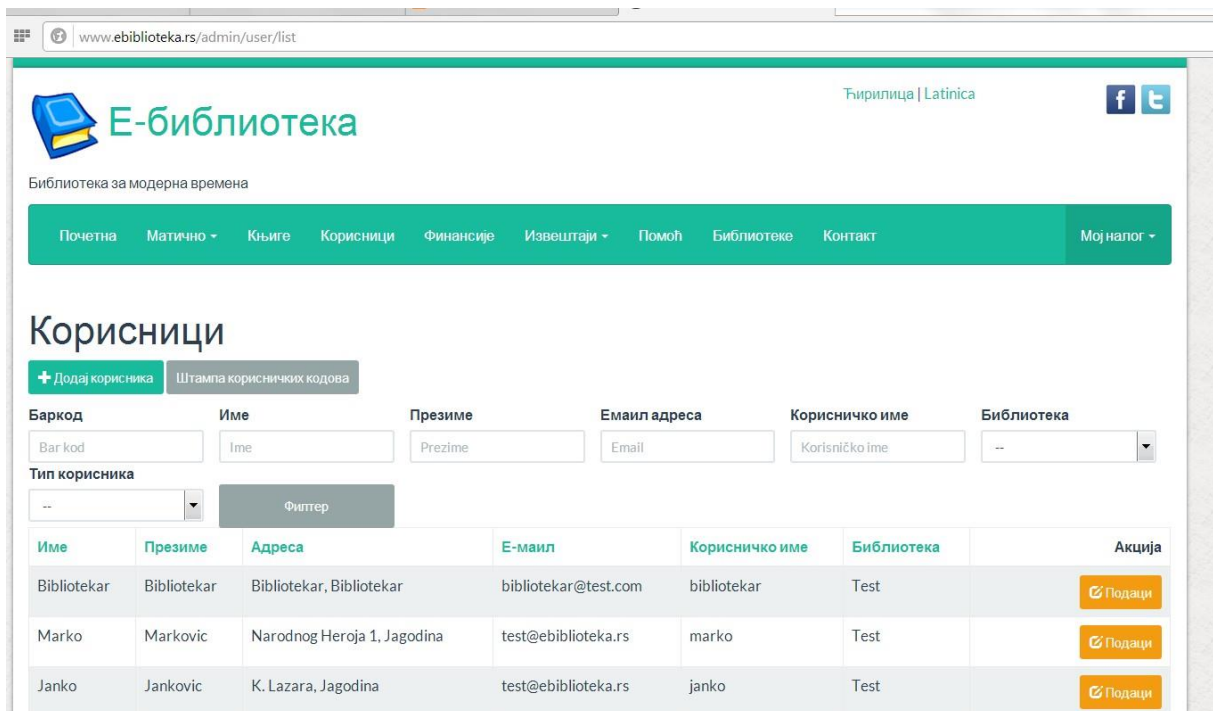 www.ebiblioteka.rs/admin/user/list
Ћирилица | Latinica
Е-библиотека
Библиотека за модерна времена
Почетна Матично Књиге Корисници Финансије Извештаји Помоћ Библиотеке Контакт Мој налог
Корисници
Додај корисника Штампа корисничких кодова
Баркод Име Презиме Емаил адреса Корисничко име Библиотека
Bar kod Ime Prezime Email Korisničko ime --
Тип корисника
-- Филтер
Име Презиме Адреса Е-маил Корисничко име Библиотека Акција
Bibliotekar Bibliotekar Bibliotekar, Bibliotekar bibliotekar@test.com bibliotekar Test Подаци
Marko Markovic Narodnog Heroja 1, Jagodina test@ebiblioteka.rs marko Test Подаци
Janko Jankovic K. Lazara, Jagodina test@ebiblioteka.rs janko Test Подаци